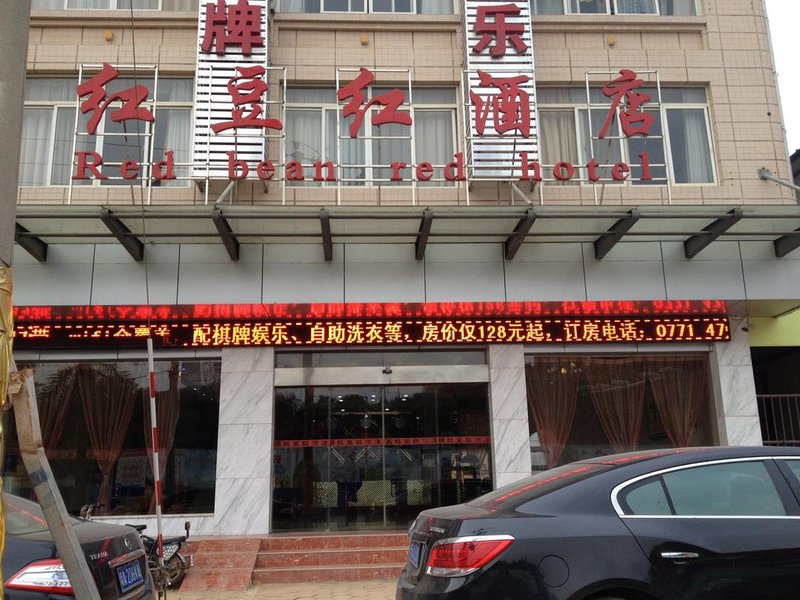 牌
乐
红豆红酒店
Red bean red hotel
配棋牌娱乐、自助洗衣等，房价仅128元起，订房电话：0771 47
TEANA